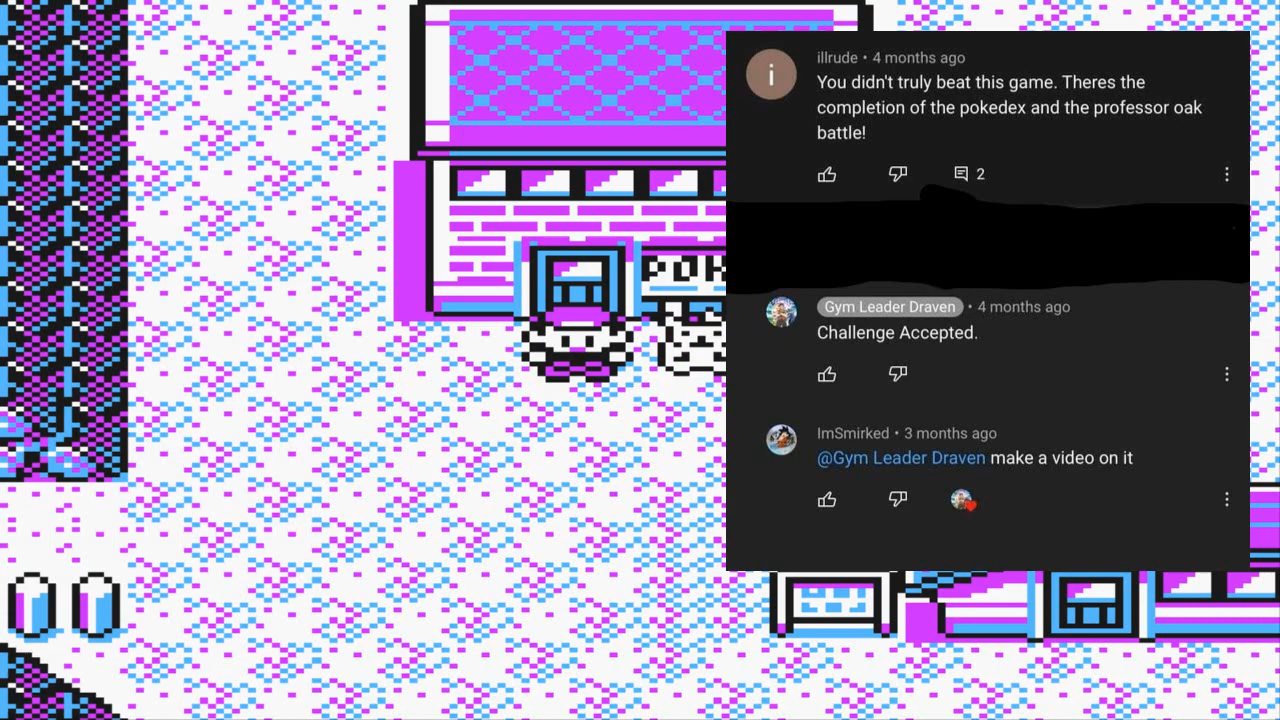 illrude • 4 months ago
You didn't truly beat this game. Theres the
completion of the pokedex and the professor oak
battle!
2
Gym Leader Draven • 4 months ago
Challenge Accepted.
ImSmirked • 3 months ago
@Gym Leader Draven make a video on it
i